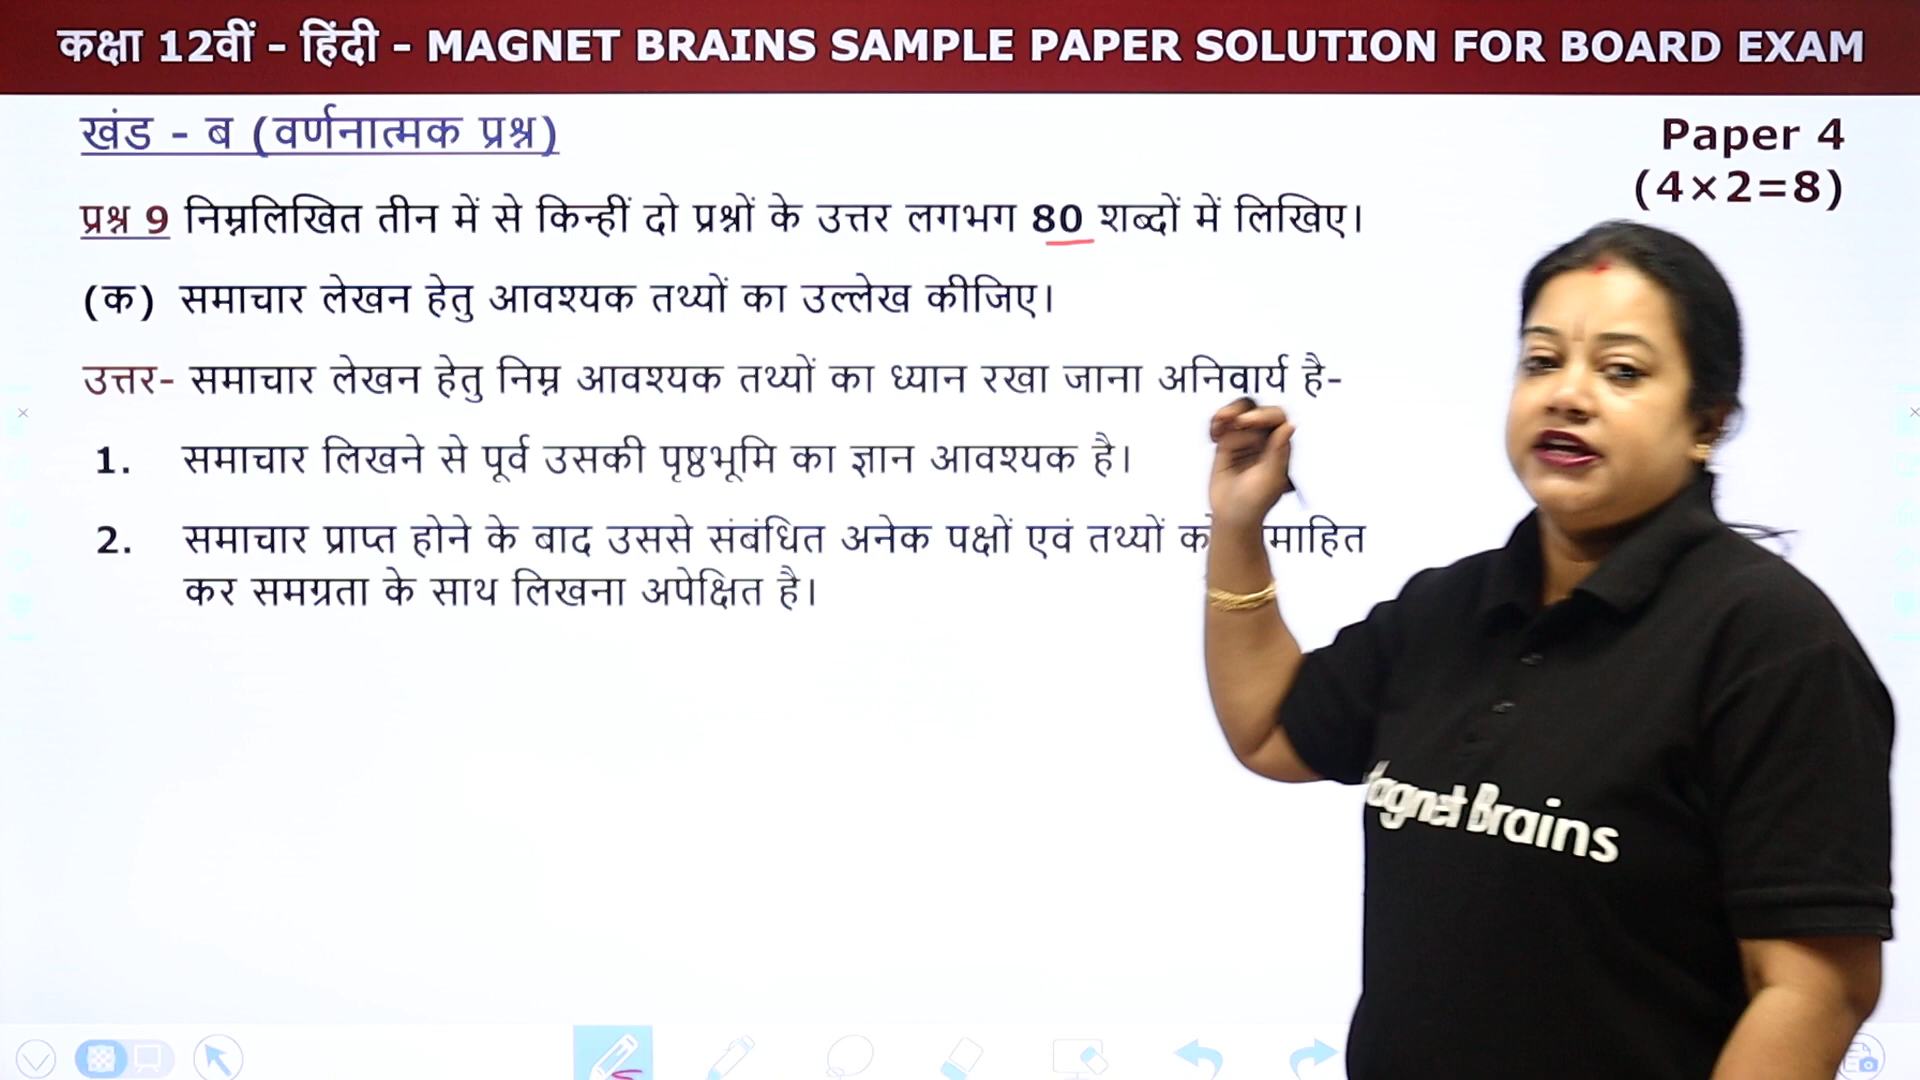 कक्षा 12वीं - हिंदी - MAGNET BRAINS SAMPLE PAPER SOLUTION FOR BOARD EXAM
खंड - ब (वर्णनात्मक प्रश्न)
Paper 4
(4×2=8)
प्रश्न 9 निम्नलिखित तीन में से किन्हीं दो प्रश्नों के उत्तर लगभग 80 शब्दों में लिखिए।
(क) समाचार लेखन हेतु आवश्यक तथ्यों का उल्लेख कीजिए।
उत्तर- समाचार लेखन हेतु निम्न आवश्यक तथ्यों का ध्यान रखा जाना अनिवार्य है-
1. समाचार लिखने से पूर्व उसकी पृष्ठभूमि का ज्ञान आवश्यक है।
2. समाचार प्राप्त होने के बाद उससे संबंधित अनेक पक्षों एवं तथ्यों
कर समग्रता के साथ लिखना अपेक्षित है।
Magnet Brains